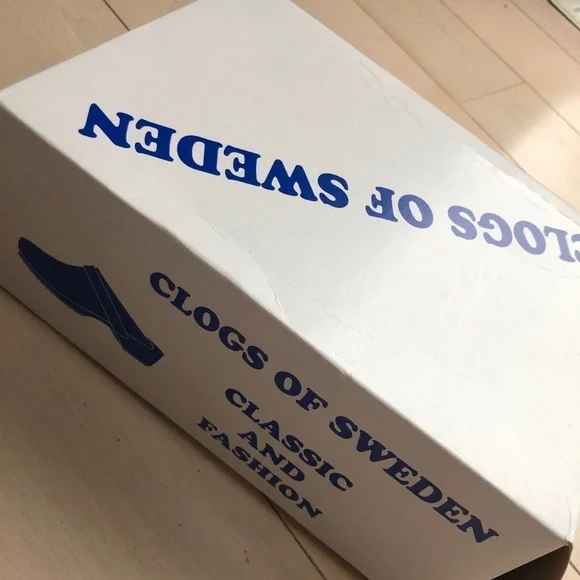 CLOGS OF SWEDEN
CLOGS OF SWEDEN
CLASSIC
AND
FASHION